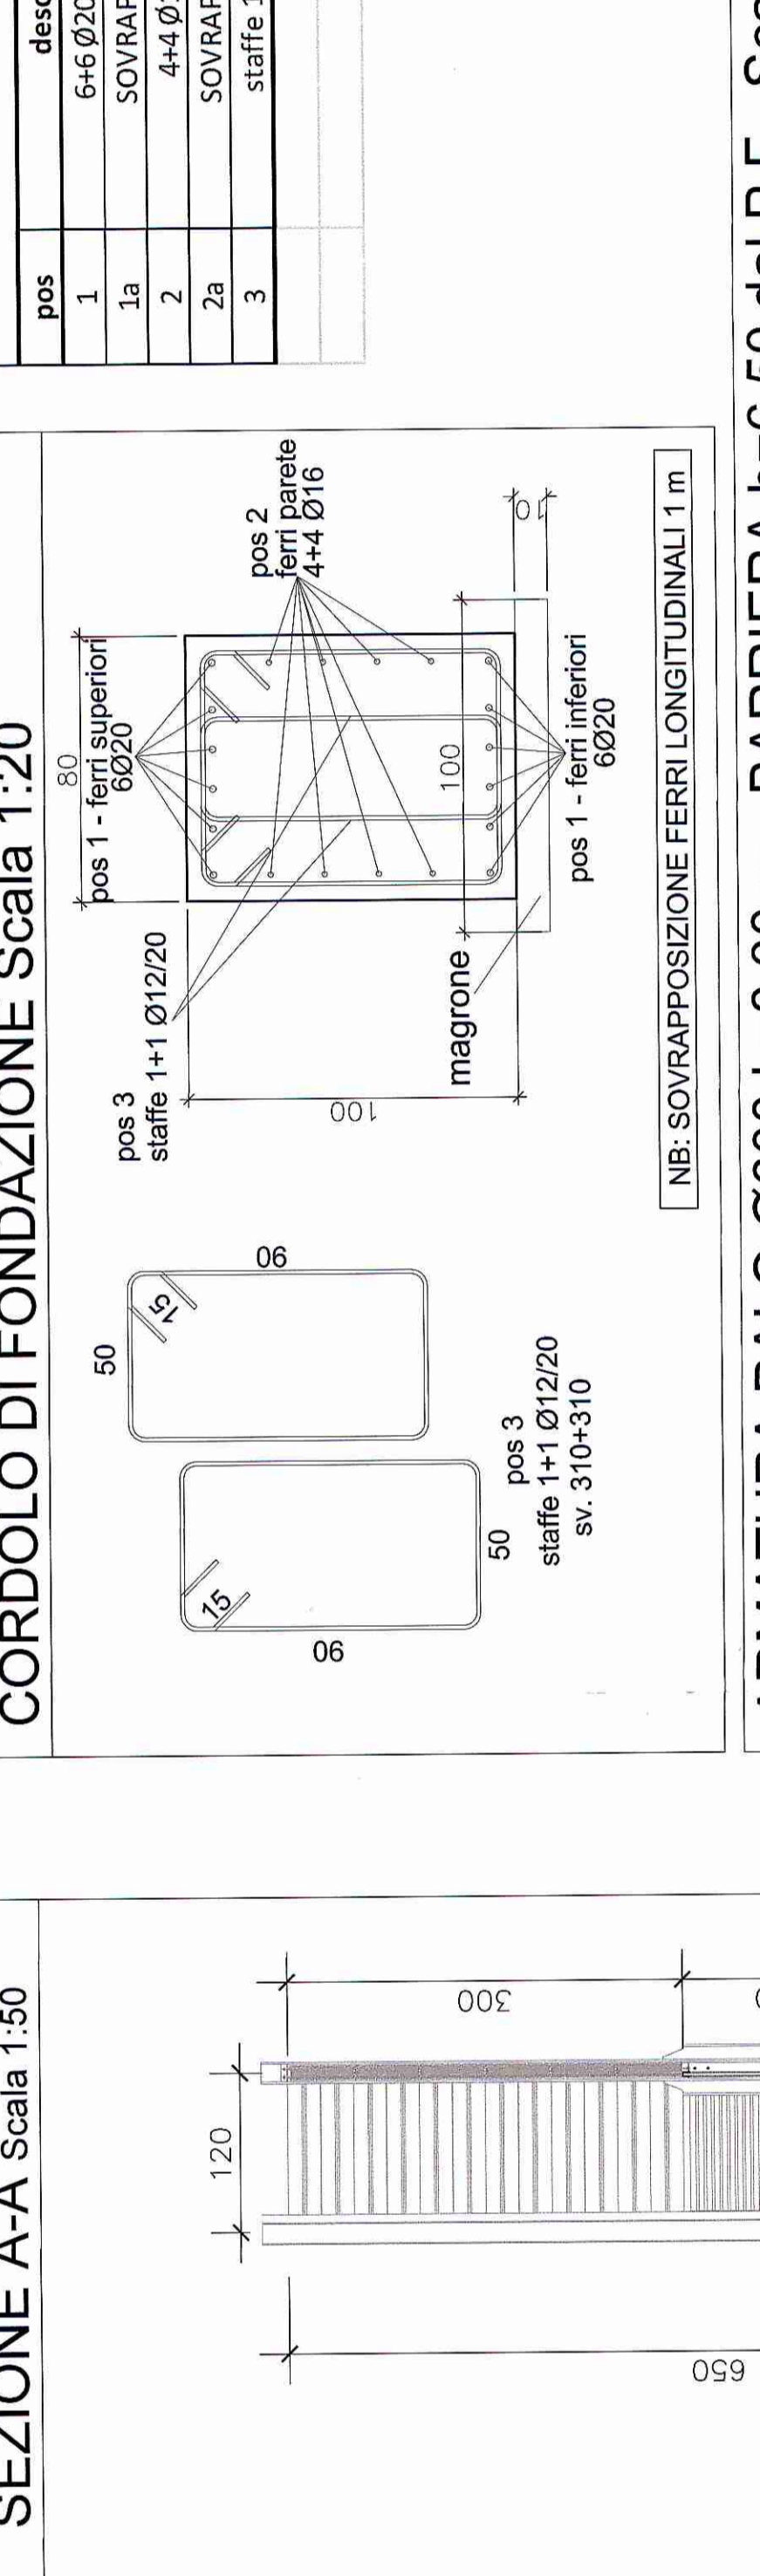 CORDOLO DI FONDAZIONE Scala 1:20
80
pos 1 - ferri superiori
6Ø20
pos 2
ferri parete
4+4 Ø16
pos 3
staffe 1+1 Ø12/20
100
100
10
magrone
pos 1 - ferri inferiori
6Ø20
50
15
90
15
90
50
pos 3
staffe 1+1 Ø12/20
sv. 310+310
NB: SOVRAPPOSIZIONE FERRI LONGITUDINALI 1 m
pos
1 6+6 Ø20
1a
2 4+4
2a
3 staffe
SEZIONE A-A Scala 1:50
120
300
650